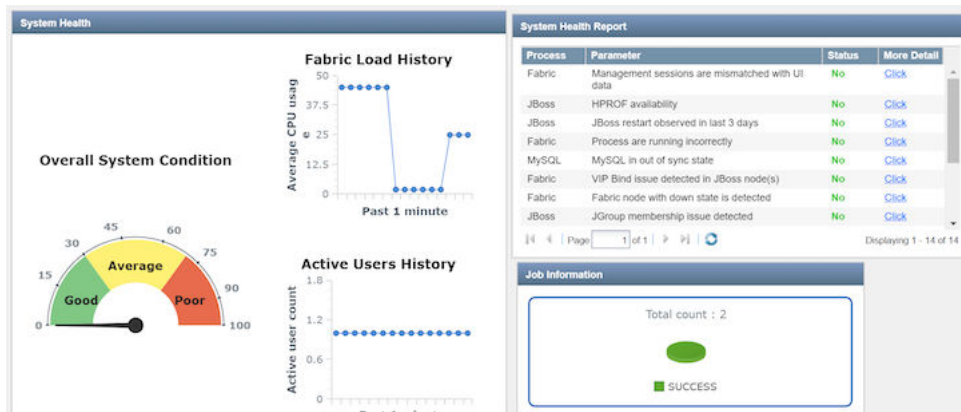 System Health
Fabric Load History
50
37.5
25
12.5
0
Average CPU usag
e
Past 1 minute
Overall System Condition
0
15
30
45
60
75
90
100
Good
Average
Poor
Active Users History
1.8
1.2
0.6
0
Active user count
System Health Report
Process Parameter Status More Detail
Fabric Management sessions are mismatched with UI data No Click
JBoss HPROF availability No Click
JBoss JBoss restart observed in last 3 days No Click
Fabric Process are running incorrectly No Click
MySQL MySQL in out of sync state No Click
Fabric VIP Bind issue detected in JBoss node(s) No Click
Fabric Fabric node with down state is detected No Click
JBoss JGroup membership issue detected No Click
Page 1 of 1 Displaying 1 - 14 of 14
Job Information
Total count : 2
SUCCESS